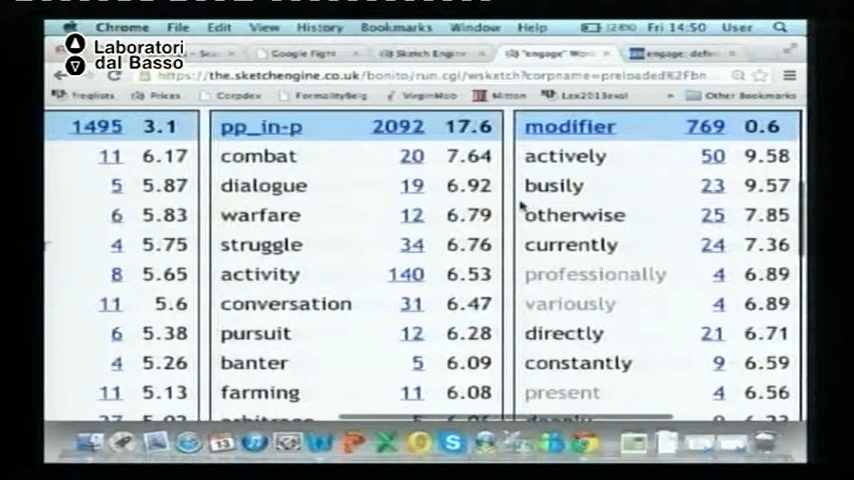 Chrome File Edit View History Bookmarks Window Help Fri 14:50 User
Laboratori
dal Basso
Google Fight Sketch Engine "engage" Wor engage: defi
https://the.sketchengine.co.uk/bonito/run.cgi/wsketch?corpname=preloaded%2Fbn
Freqlists Prices Corpdex FormalityBeig VirginMob Mitton Lex2013eval » Other Bookmarks
1495 3.1 pp_in-p 2092 17.6 modifier 769 0.6
11 6.17 combat 20 7.64 actively 50 9.58
5 5.87 dialogue 19 6.92 busily 23 9.57
6 5.83 warfare 12 6.79 otherwise 25 7.85
4 5.75 struggle 34 6.76 currently 24 7.36
8 5.65 activity 140 6.53 professionally 4 6.89
11 5.6 conversation 31 6.47 variously 4 6.89
6 5.38 pursuit 12 6.28 directly 21 6.71
4 5.26 banter 5 6.09 constantly 9 6.59
11 5.13 farming 11 6.08 present 4 6.56